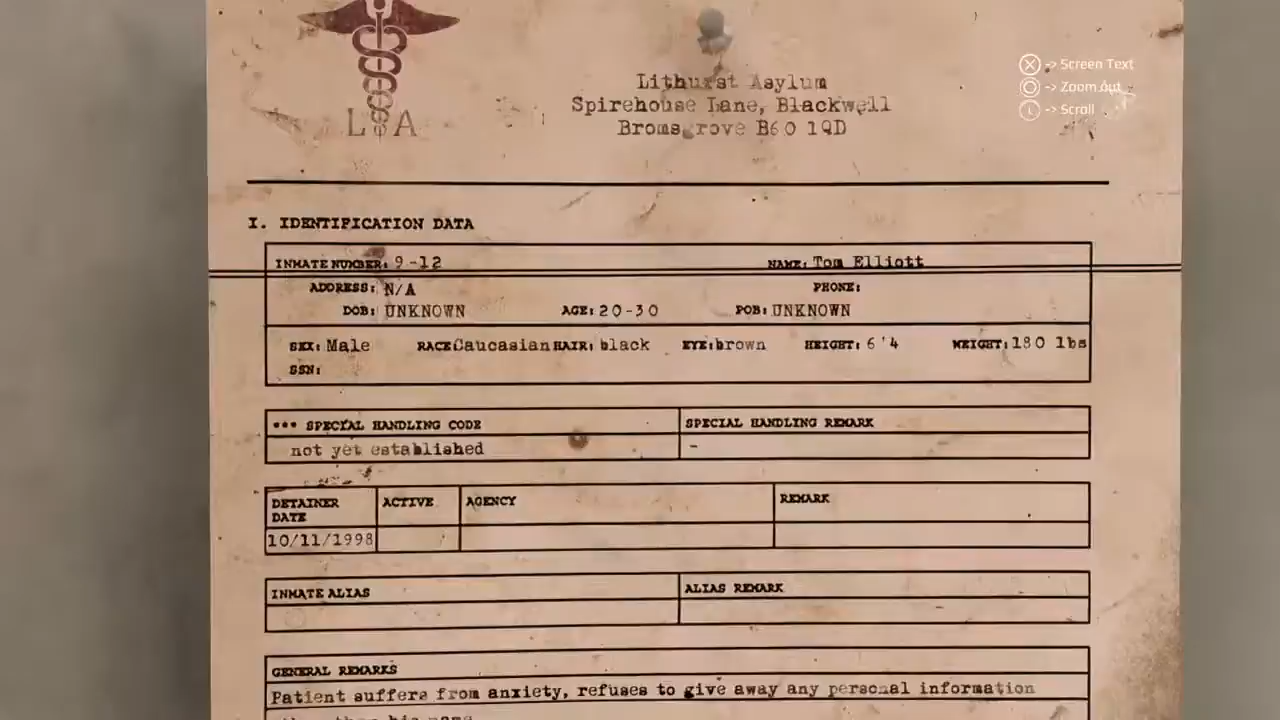 L A
Lithurst Asylum
Spirehouse Lane, Blackwell
Bromsgrove B60 1QD
-> Screen Text
-> Zoom out
-> Scroll
I. IDENTIFICATION DATA
INMATE NUMBER: 9-12 NAME: Tom Elliott
ADDRESS: N/A PHONE:
DOB: UNKNOWN AGE: 20-30 POB: UNKNOWN
SEX: Male RACE Caucasian HAIR: black EYE: brown HEIGHT: 6'4 WEIGHT: 180 lbs
SSN:
*** SPECIAL HANDLING CODE SPECIAL HANDLING REMARK
not yet established -
DETAINER DATE ACTIVE AGENCY REMARK
10/11/1998
INMATE ALIAS ALIAS REMARK
GENERAL REMARKS
Patient suffers from anxiety, refuses to give away any personal information
other than his name